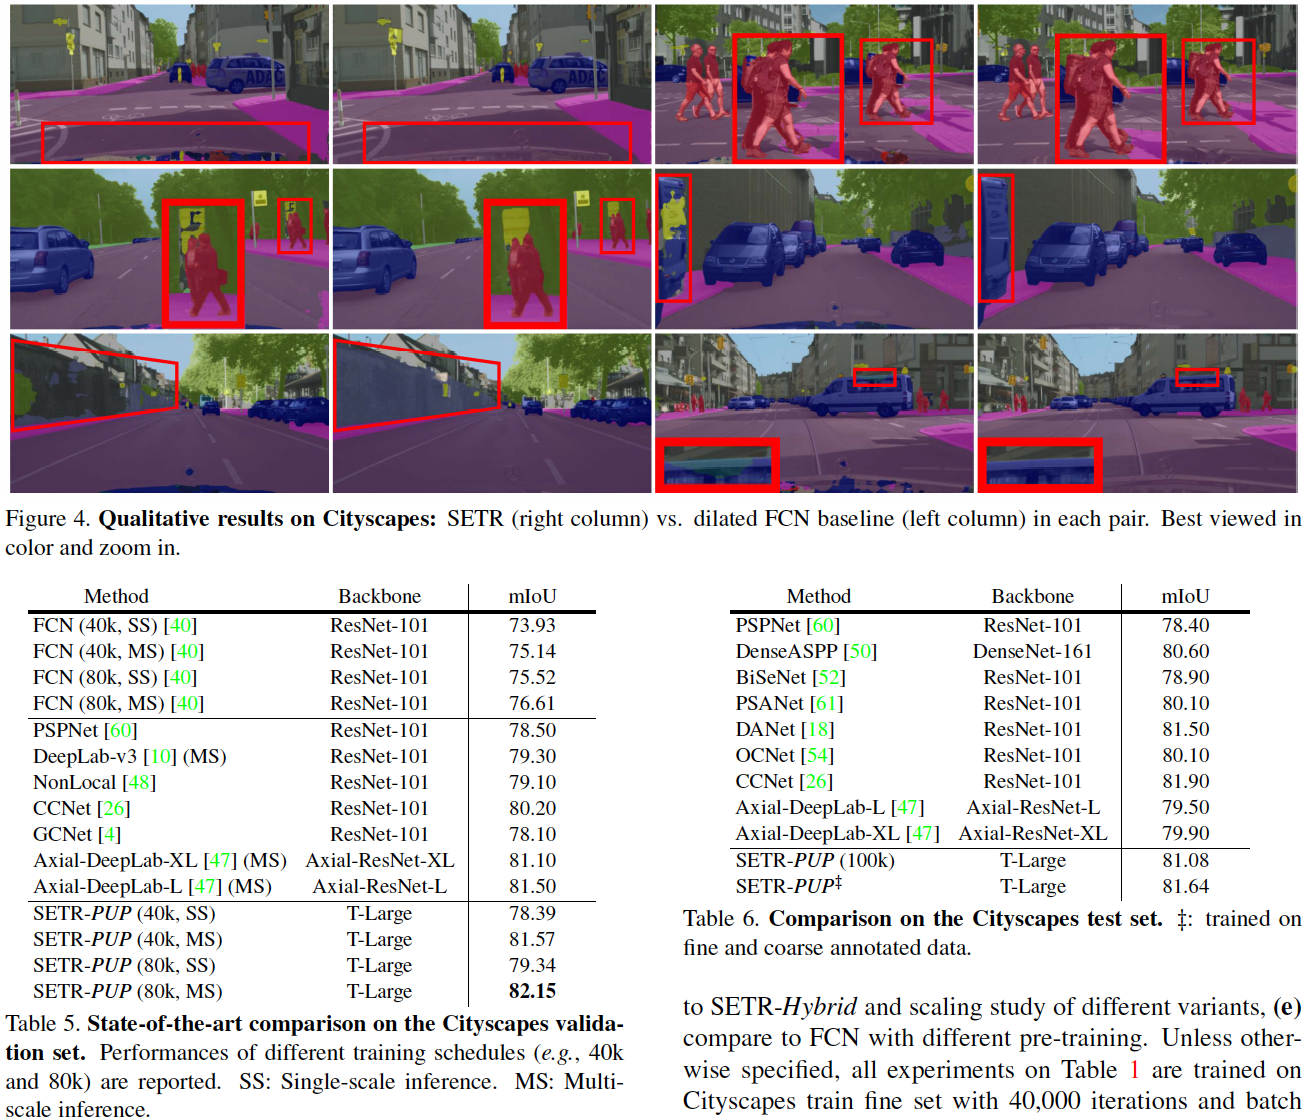 ADAC
ADAC
Figure 4. Qualitative results on Cityscapes: SETR (right column) vs. dilated FCN baseline (left column) in each pair. Best viewed in
color and zoom in.
Method Backbone mIoU
FCN (40k, SS) [40] ResNet-101 73.93
FCN (40k, MS) [40] ResNet-101 75.14
FCN (80k, SS) [40] ResNet-101 75.52
FCN (80k, MS) [40] ResNet-101 76.61
PSPNet [60] ResNet-101 78.50
DeepLab-v3 [10] (MS) ResNet-101 79.30
NonLocal [48] ResNet-101 79.10
CCNet [26] ResNet-101 80.20
GCNet [4] ResNet-101 78.10
Axial-DeepLab-XL [47] (MS) Axial-ResNet-XL 81.10
Axial-DeepLab-L [47] (MS) Axial-ResNet-L 81.50
SETR-PUP (40k, SS) T-Large 78.39
SETR-PUP (40k, MS) T-Large 81.57
SETR-PUP (80k, SS) T-Large 79.34
SETR-PUP (80k, MS) T-Large 82.15
Table 5. State-of-the-art comparison on the Cityscapes valida-
tion set. Performances of different training schedules (e.g., 40k
and 80k) are reported. SS: Single-scale inference. MS: Multi-
scale inference.
Method Backbone mIoU
PSPNet [60] ResNet-101 78.40
DenseASPP [50] DenseNet-161 80.60
BiSeNet [52] ResNet-101 78.90
PSANet [61] ResNet-101 80.10
DANet [18] ResNet-101 81.50
OCNet [54] ResNet-101 80.10
CCNet [26] ResNet-101 81.90
Axial-DeepLab-L [47] Axial-ResNet-L 79.50
Axial-DeepLab-XL [47] Axial-ResNet-XL 79.90
SETR-PUP (100k) T-Large 81.08
SETR-PUP‡ T-Large 81.64
Table 6. Comparison on the Cityscapes test set. ‡: trained on
fine and coarse annotated data.
to SETR-Hybrid and scaling study of different variants, (e)
compare to FCN with different pre-training. Unless other-
wise specified, all experiments on Table 1 are trained on
Cityscapes train fine set with 40,000 iterations and batch